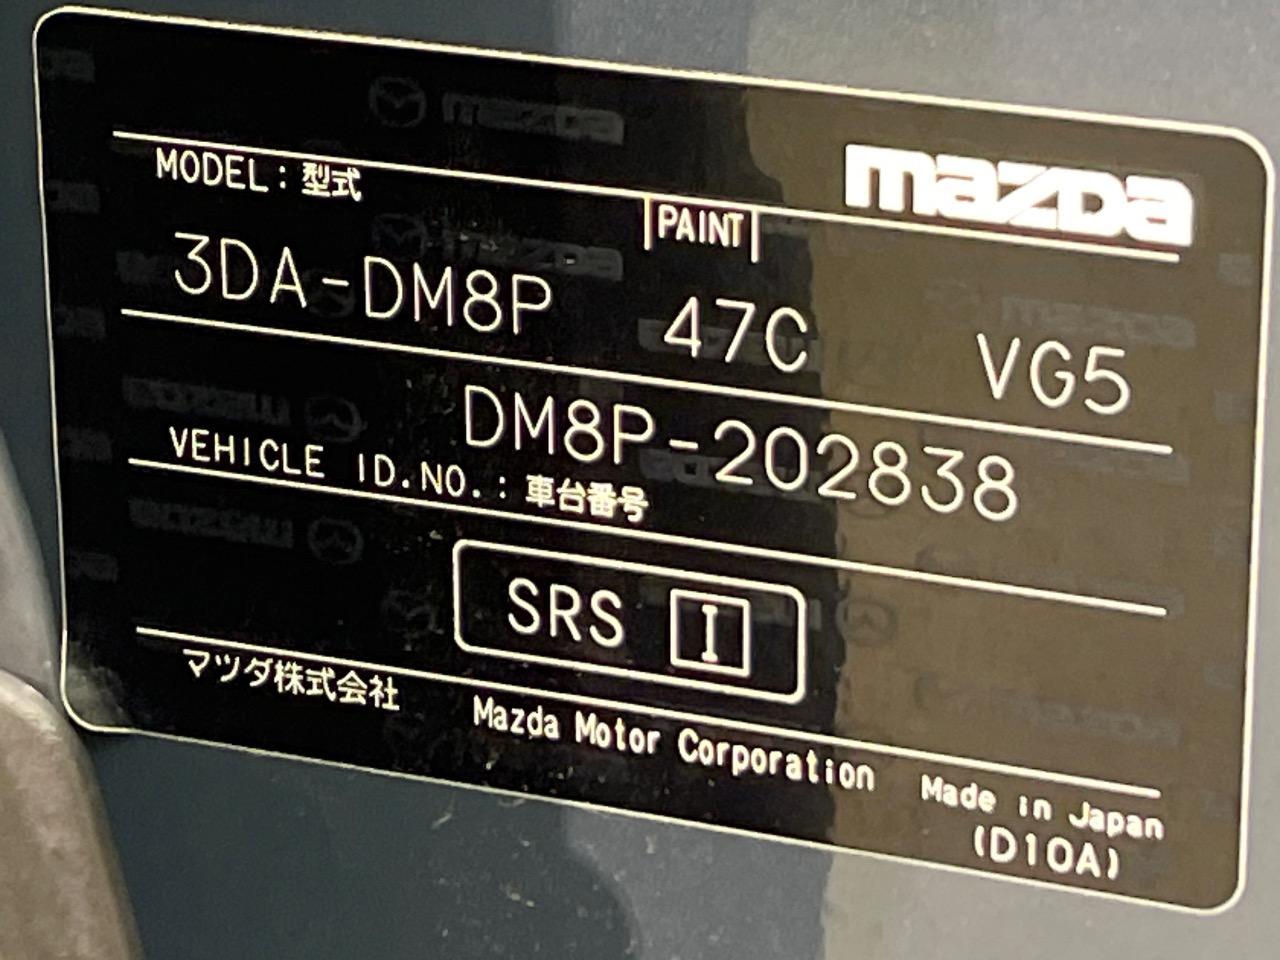 mazda
MODEL : 型式
PAINT
3DA-DM8P 47C VG5
DM8P-202838
VEHICLE ID.NO. : 車台番号
SRS I
マツダ株式会社 Mazda Motor Corporation Made in Japan
(D10A)